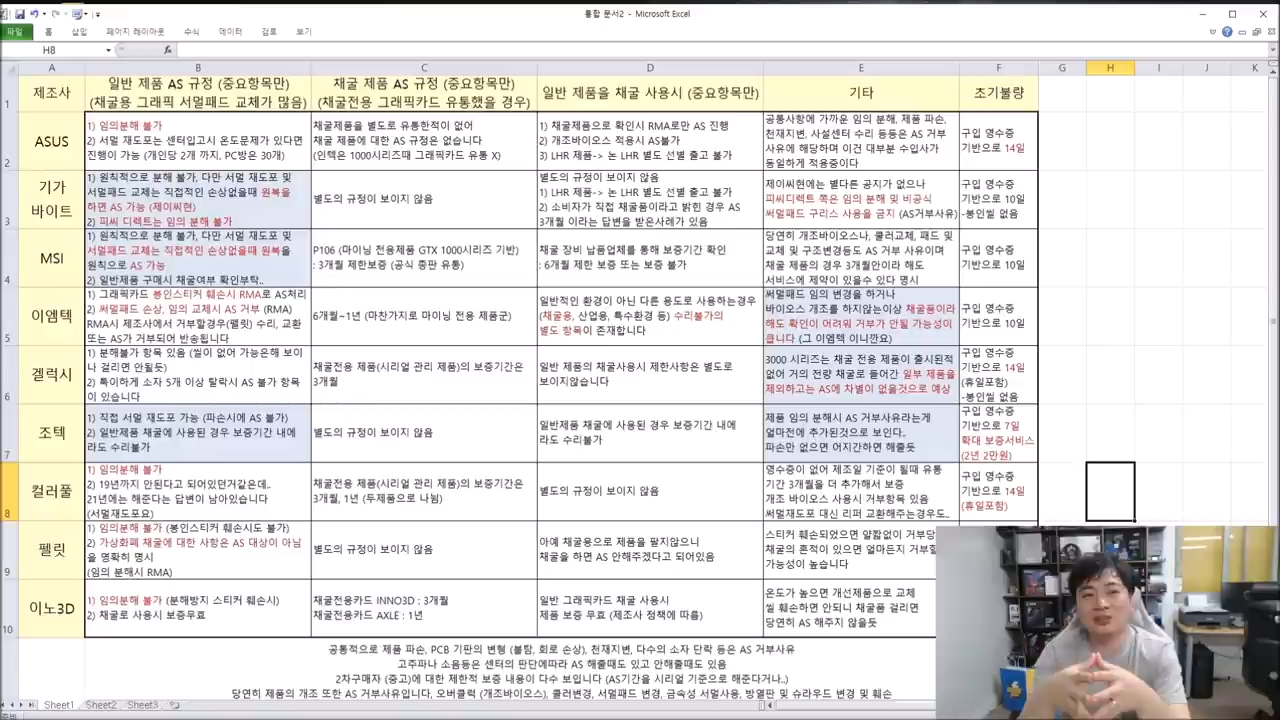 통합 문서2 - Microsoft Excel
파일 홈 삽입 페이지 레이아웃 수식 데이터 검토 보기
H8 fx
A B C D E F G H I J K
1
제조사
일반 제품 AS 규정 (중요항목만)
(채굴용 그래픽 서멀패드 교체가 많음)
채굴 제품 AS 규정 (중요항목만)
(채굴전용 그래픽카드 유통했을 경우)
일반 제품을 채굴 사용시 (중요항목만)
기타
조기불량
2
ASUS
1) 임의분해 불가
2) 서멀 재도포는 센터입고시 온도문제가 있다면
진행이 가능 (개인당 2개 까지, PC방은 30개)
채굴제품을 별도로 유통한적이 없어
채굴 제품에 대한 AS 규정은 없습니다
(인텍은 1000시리즈때 그래픽카드 유통 X)
1) 채굴제품으로 확인시 RMA로만 AS 진행
2) 개조바이오스 적용시 AS불가
3) LHR 제품-> 논 LHR 별도 선별 출고 불가
공통사항에 가까운 임의 분해, 제품 파손,
천재지변, 사설센터 수리 등등은 AS 거부
사유에 해당하며 이건 대부분 수입사가
동일하게 적용중이다
구입 영수증
기반으로 14일
3
기가
바이트
1) 원칙적으로 분해 불가, 다만 서멀 재도포 및
서멀패드 교제는 직접적인 손상없을때 원복을
하면 AS 가능 (제이씨현)
2) 피씨 디렉트는 임의 분해 불가
별도의 규정이 보이지 않음
별도의 규정이 보이지 않음
1) LHR 제품-> 논 LHR 별도 선별 출고 불가
2) 소비자가 직접 채굴품이라고 밝힌 경우 AS
3개월 이라는 답변을 받은사례가 있음
제이씨현에는 별다른 공지가 없으나
피씨디렉트 쪽은 임의 분해 및 비공식
써멀패드 구리스 사용을 금지 (AS거부사유)
구입 영수증
기반으로 10일
-봉인씰 없음
4
MSI
1) 원칙적으로 분해 불가, 다만 서멀 재도포 및
서멀패드 교체는 직접적인 손상없을때 원복을
원칙으로 AS 가능
2) 일반제품 구매시 채굴여부 확인부탁..
P106 (마이닝 전용제품 GTX 1000시리즈 기반)
: 3개월 제한보증 (공식 총판 유통)
채굴 장비 납품업체를 통해 보증기간 확인
: 6개월 제한 보증 또는 보증 불가
당연히 개조바이오스나, 쿨러교체, 패드 및
교체 및 구조변경등도 AS 거부 사유이며
채굴 제품의 경우 3개월안이라 해도
서비스에 제약이 있을수 있다 명시
구입 영수증
기반으로 10일
5
이엠텍
1) 그래픽카드 봉인스티커 훼손시 RMA로 AS처리
2) 써멀패드 손상, 임의 교체시 AS 거부 (RMA)
RMA시 제조사에서 거부할경우(팰릿) 수리, 교환
또는 AS가 거부되어 반송됩니다
6개월~1년 (마찬가지로 마이닝 전용 제품군)
일반적인 환경이 아닌 다른 용도로 사용하는경우
(채굴용, 산업용, 특수환경 등) 수리불가의
별도 항목이 존재합니다
써멀패드 임의 변경을 하거나
바이오스 개조를 하지않는이상 채굴품이라
해도 확인이 어려워 거부가 안될 가능성이
큽니다 (그 이엠텍 이니깐요)
구입 영수증
기반으로 10일
6
겔럭시
1) 분해불가 항목 있음 (씰이 없어 가능은해 보이
나 걸리면 안될듯)
2) 특이하게 소자 5개 이상 탈락시 AS 불가 항목
이 있습니다
채굴전용 제품(시리얼 관리 제품)의 보증기간은
3개월
일반 제품의 채굴사용시 제한사항은 별도로
보이지않습니다
3000 시리즈는 채굴 전용 제품이 출시된적
없어 거의 전량 채굴로 들어간 일부 제품을
제외하고는 AS에 차별이 없을것으로 예상
구입 영수증
기반으로 14일
(휴일포함)
-봉인씰 없음
7
조텍
1) 직접 서멀 재도포 가능 (파손시에 AS 불가)
2) 일반제품 채굴에 사용된 경우 보증기간 내에
라도 수리불가
별도의 규정이 보이지 않음
일반제품 채굴에 사용된 경우 보증기간 내에
라도 수리불가
제품 임의 분해시 AS 거부사유라는게
얼마전에 추가된것으로 보인다..
파손만 없으면 어지간하면 해줄듯
구입 영수증
기반으로 7일
확대 보증서비스
(2년 2만원)
8
컬러풀
1) 임의분해 불가
2) 19년까지 안된다고 되어있던거같은데..
21년에는 해준다는 답변이 남아있습니다
(서멀재도포요)
채굴전용 제품(시리얼 관리 제품)의 보증기간은
3개월, 1년 (두제품으로 나뉨)
별도의 규정이 보이지 않음
영수증이 없어 제조일 기준이 될때 유통
기간 3개월을 더 추가해서 보증
개조 바이오스 사용시 거부항목 있음
써멀재도포 대신 리퍼 교환해주는경우도..
구입 영수증
기반으로 14일
(휴일포함)
9
팰릿
1) 임의분해 불가 (봉인스티커 훼손시도 불가)
2) 가상화폐 채굴에 대한 사항은 AS 대상이 아님
을 명확히 명시
(임의 분해시 RMA)
별도의 규정이 보이지 않음
아예 채굴용으로 제품을 팔지않으니
채굴을 하면 AS 안해주겠다고 되어있음
스티커 훼손되었으면 얄짤없이 거부당
채굴의 흔적이 있으면 얼마든지 거부할
가능성이 높습니다
10
이노3D
1) 임의분해 불가 (분해방지 스티커 훼손시)
2) 채굴로 사용시 보증무효
채굴전용카드 INNO3D : 3개월
채굴전용카드 AXLE : 1년
일반 그래픽카드 채굴 사용시
제품 보증 무효 (제조사 정책에 따름)
온도가 높으면 개선제품으로 교체
씰 훼손하면 안되니 채굴품 걸리면
당연히 AS 해주지 않을듯
공통적으로 제품 파손, PCB 기판의 변형 (불탐, 회로 손상), 천재지변, 다수의 소자 단락 등은 AS 거부사유
고주파나 소음등은 센터의 판단에따라 AS 해줄때도 있고 안해줄때도 있음
2차구매자 (중고)에 대한 제한적 보증 내용이 다수 보입니다 (AS기간을 시리얼 기준으로 해준다거나..)
당연히 제품의 개조 또한 AS 거부사유입니다, 오버클럭 (개조바이오스), 쿨러변경, 서멀패드 변경, 금속성 서멀사용, 방열판 및 슈라우드 변경 및 훼손
Sheet1 Sheet2 Sheet3